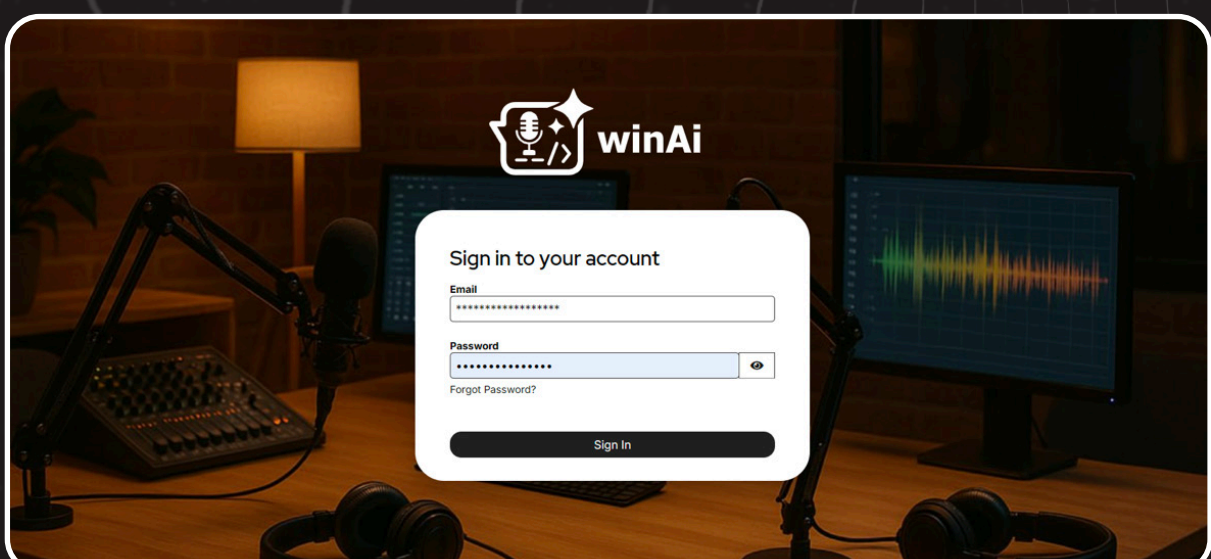 winAi
Sign in to your account
Email
******************
Password
•••••••••••••••
Forgot Password?
Sign In